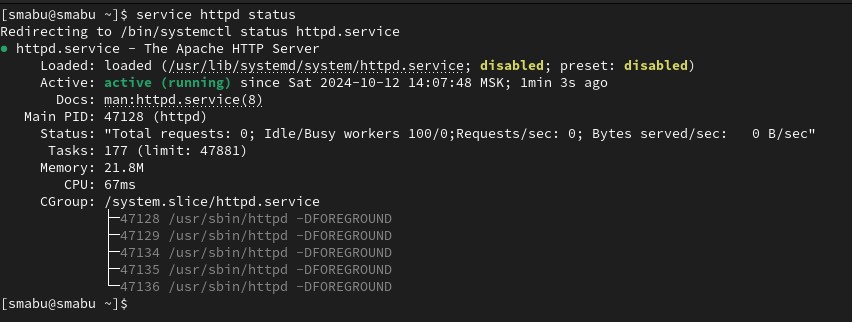 [smabu@smabu ~]$ service httpd status
Redirecting to /bin/systemctl status httpd.service
● httpd.service - The Apache HTTP Server
     Loaded: loaded (/usr/lib/systemd/system/httpd.service; disabled; preset: disabled)
     Active: active (running) since Sat 2024-10-12 14:07:48 MSK; 1min 3s ago
       Docs: man:httpd.service(8)
   Main PID: 47128 (httpd)
     Status: "Total requests: 0; Idle/Busy workers 100/0;Requests/sec: 0; Bytes served/sec:   0 B/sec"
      Tasks: 177 (limit: 47881)
     Memory: 21.8M
        CPU: 67ms
     CGroup: /system.slice/httpd.service
             ├─47128 /usr/sbin/httpd -DFOREGROUND
             ├─47129 /usr/sbin/httpd -DFOREGROUND
             ├─47134 /usr/sbin/httpd -DFOREGROUND
             ├─47135 /usr/sbin/httpd -DFOREGROUND
             └─47136 /usr/sbin/httpd -DFOREGROUND
[smabu@smabu ~]$